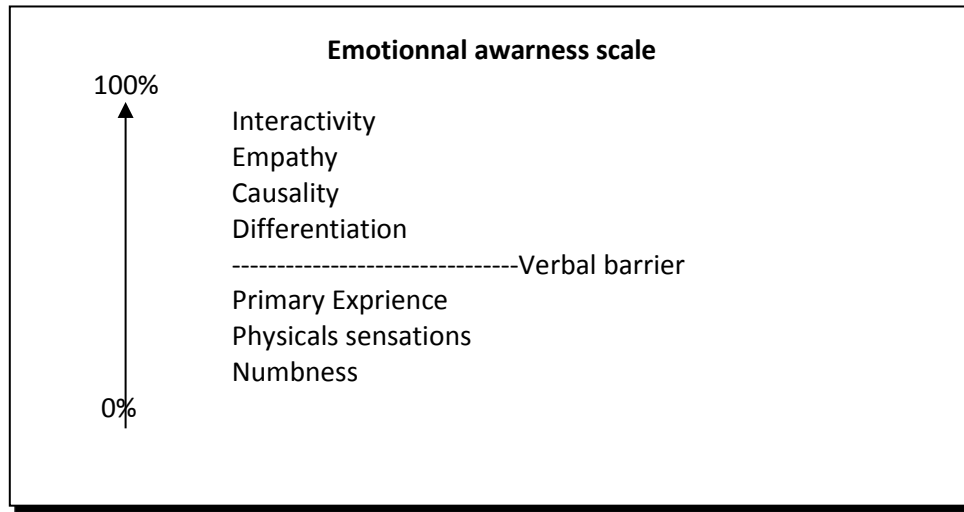 Emotionnal awarness scale
100%
Interactivity
Empathy
Causality
Differentiation
--------------------------------Verbal barrier
Primary Exprience
Physicals sensations
Numbness
0%